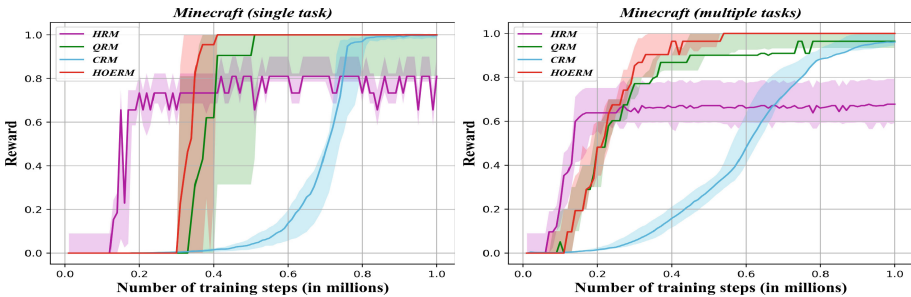 Minecraft (single task)
HRM
QRM
CRM
HOERM
Reward
1.0
0.8
0.6
0.4
0.2
0.0
0.0 0.2 0.4 0.6 0.8 1.0
Number of training steps (in millions)
Minecraft (multiple tasks)
HRM
QRM
CRM
HOERM
Reward
1.0
0.8
0.6
0.4
0.2
0.0
0.0 0.2 0.4 0.6 0.8 1.0
Number of training steps (in millions)